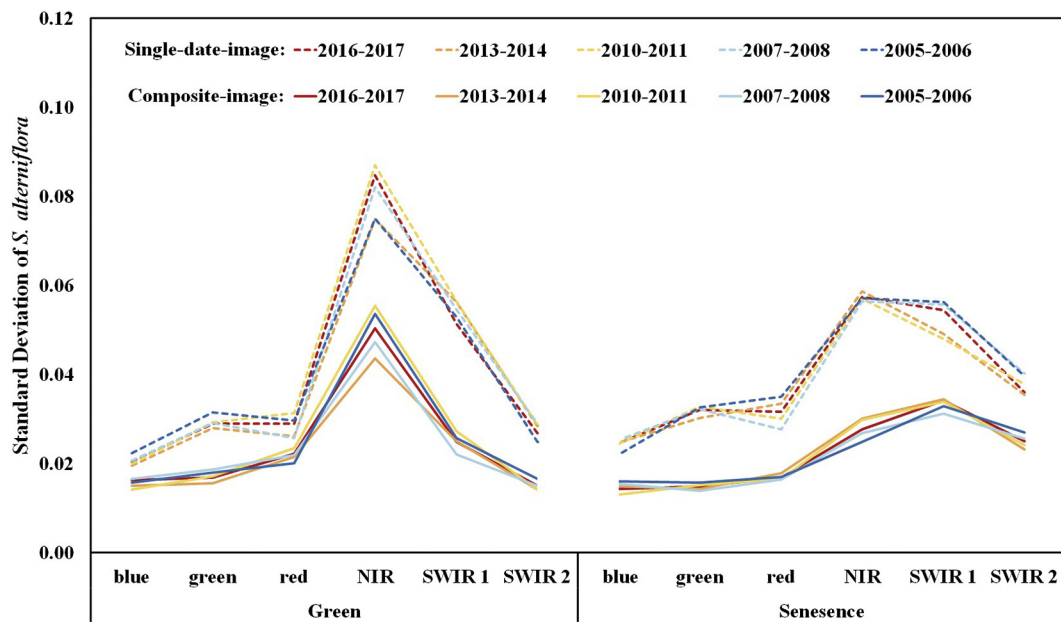 Standard Deviation of S. alterniflora
0.12
0.10
0.08
0.06
0.04
0.02
0.00
Single-date-image: 2016-2017 2013-2014 2010-2011 2007-2008 2005-2006
Composite-image: 2016-2017 2013-2014 2010-2011 2007-2008 2005-2006
blue green red NIR SWIR 1 SWIR 2 blue green red NIR SWIR 1 SWIR 2
Green Senesence